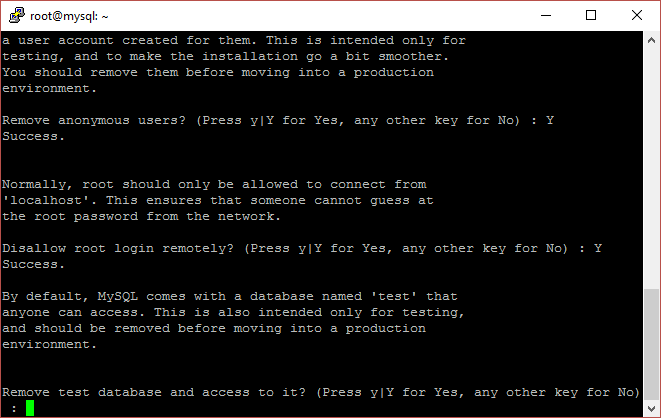 root@mysql: ~
a user account created for them. This is intended only for
testing, and to make the installation go a bit smoother.
You should remove them before moving into a production
environment.
Remove anonymous users? (Press y|Y for Yes, any other key for No) : Y
Success.
Normally, root should only be allowed to connect from
'localhost'. This ensures that someone cannot guess at
the root password from the network.
Disallow root login remotely? (Press y|Y for Yes, any other key for No) : Y
Success.
By default, MySQL comes with a database named 'test' that
anyone can access. This is also intended only for testing,
and should be removed before moving into a production
environment.
Remove test database and access to it? (Press y|Y for Yes, any other key for No)
 :